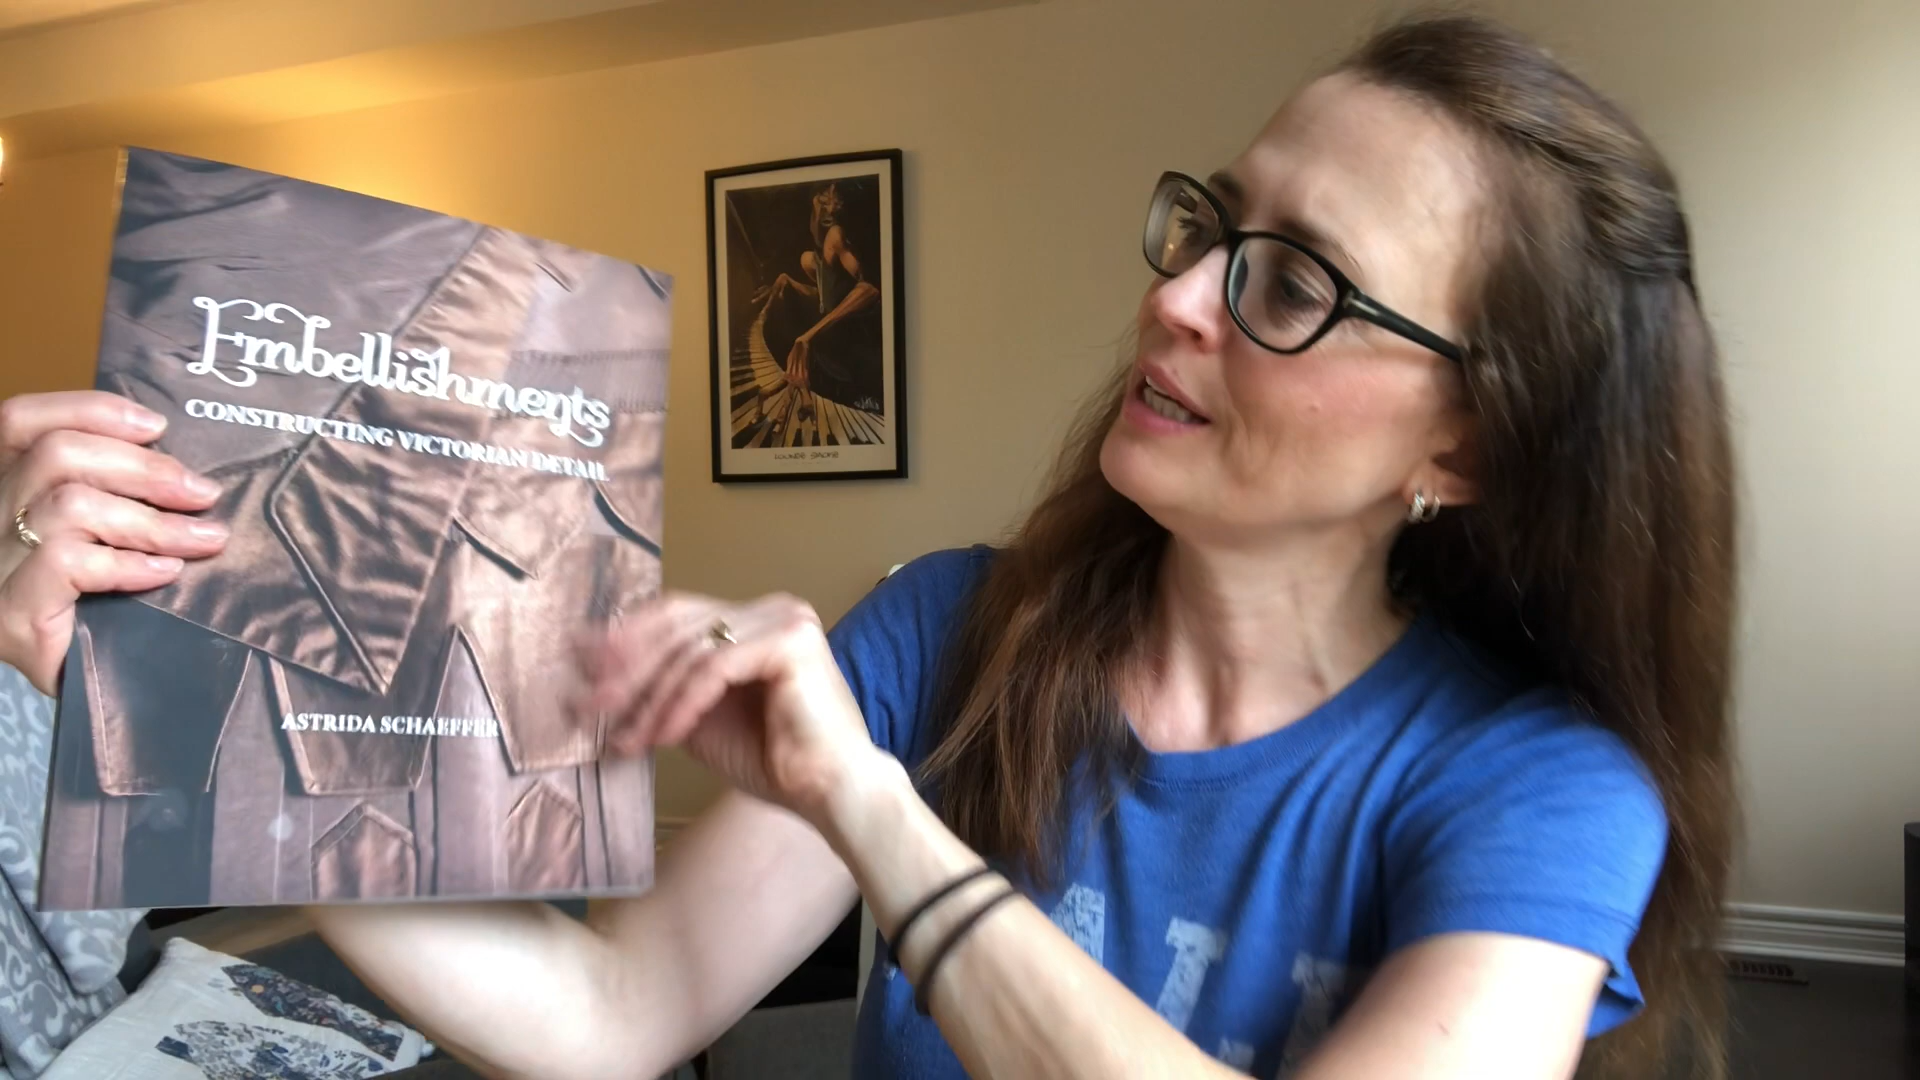 Embellishments
CONSTRUCTING VICTORIAN DETAIL
ASTRIDA SCHAEFFER